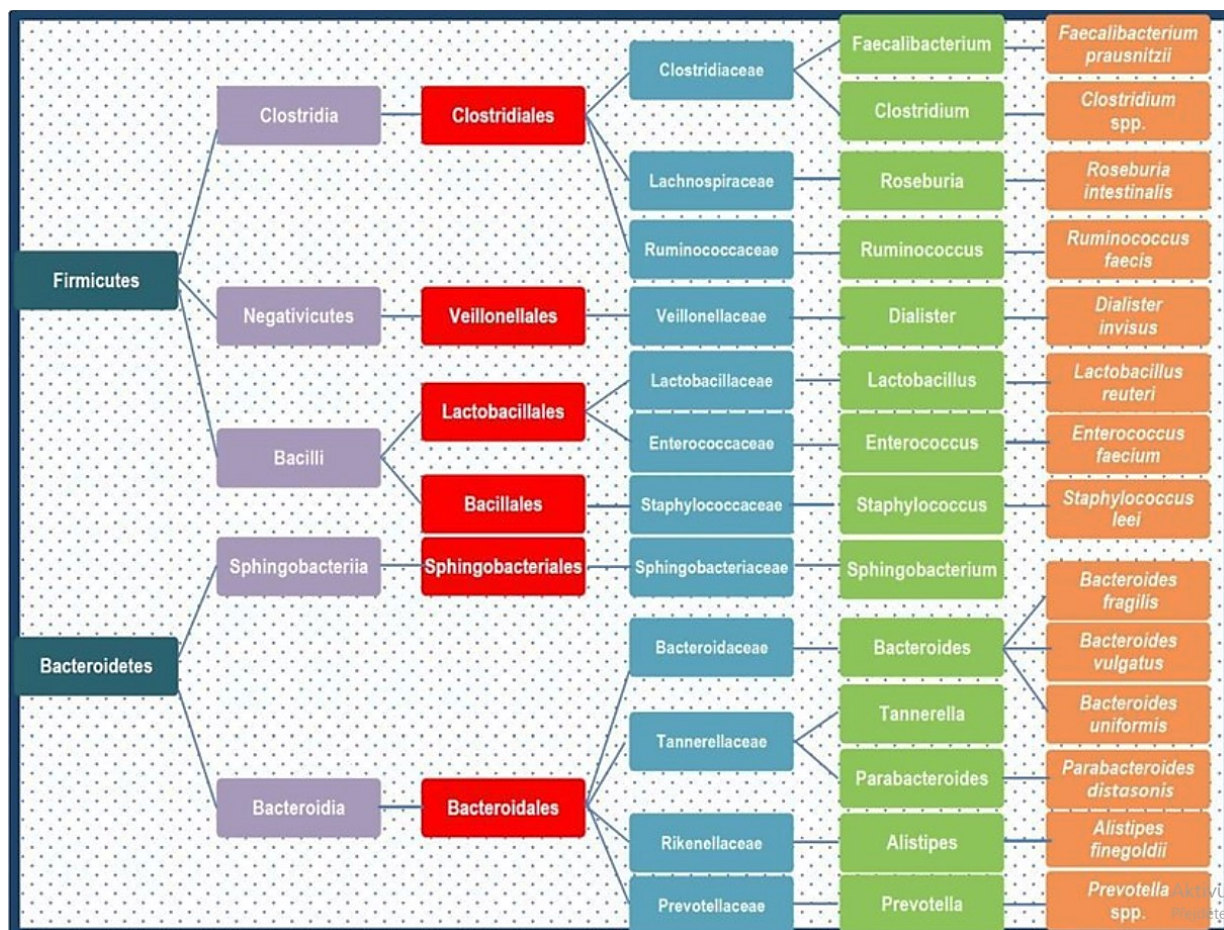 Faecalibacterium
Faecalibacterium
prausnitzii
Clostridiaceae
Clostridia
Clostridiales
Clostridium
Clostridium
spp.
Lachnospiraceae
Roseburia
Roseburia
intestinalis
Ruminococcaceae
Ruminococcus
Ruminococcus
faecis
Firmicutes
Negativicutes
Veillonellales
Veillonellaceae
Dialister
Dialister
invisus
Lactobacillaceae
Lactobacillus
Lactobacillus
reuteri
Lactobacillales
Enterococcaceae
Enterococcus
Enterococcus
faecium
Bacilli
Bacillales
Staphylococcaceae
Staphylococcus
Staphylococcus
leei
Sphingobacteriia
Sphingobacteriales
Sphingobacteriaceae
Sphingobacterium
Bacteroides
fragilis
Bacteroidetes
Bacteroidaceae
Bacteroides
Bacteroides
vulgatus
Tannerellaceae
Tannerella
Bacteroides
uniformis
Parabacteroides
Parabacteroides
distasonis
Bacteroidia
Bacteroidales
Rikenellaceae
Alistipes
Alistipes
finegoldii
Prevotellaceae
Prevotella
Prevotella
spp.